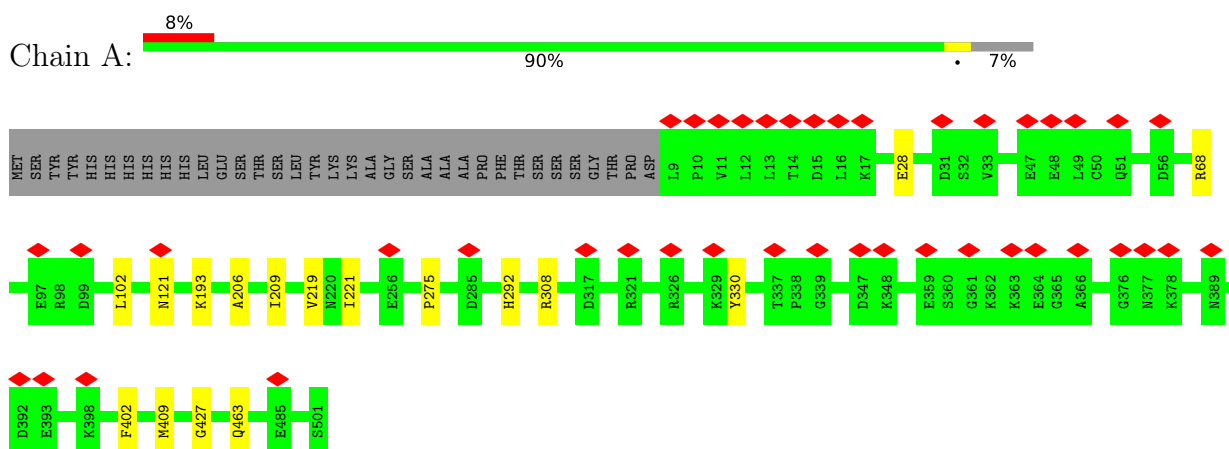 8%
Chain A:
90% • 7%
MET SER TYR TYR HIS HIS HIS HIS HIS HIS LEU GLU SER THR SER LEU TYR LYS LYS ALA GLY SER ALA ALA ALA PRO PHE THR SER SER SER GLY THR PRO ASP L9 P10 V11 L12 L13 T14 D15 L16 K17 E28 D31 S32 V33 E47 E48 L49 C50 Q51 D56 R68
E97 R98 D99 L102 N121 K193 A206 I209 V219 N220 I221 E256 P275 D285 H292 R308 D317 R321 R326 K329 Y330 T337 P338 G339 D347 K348 E359 S360 G361 K362 K363 E364 G365 A366 G376 N377 K378 N389
D392 E393 K398 F402 M409 G427 Q463 E485 S501